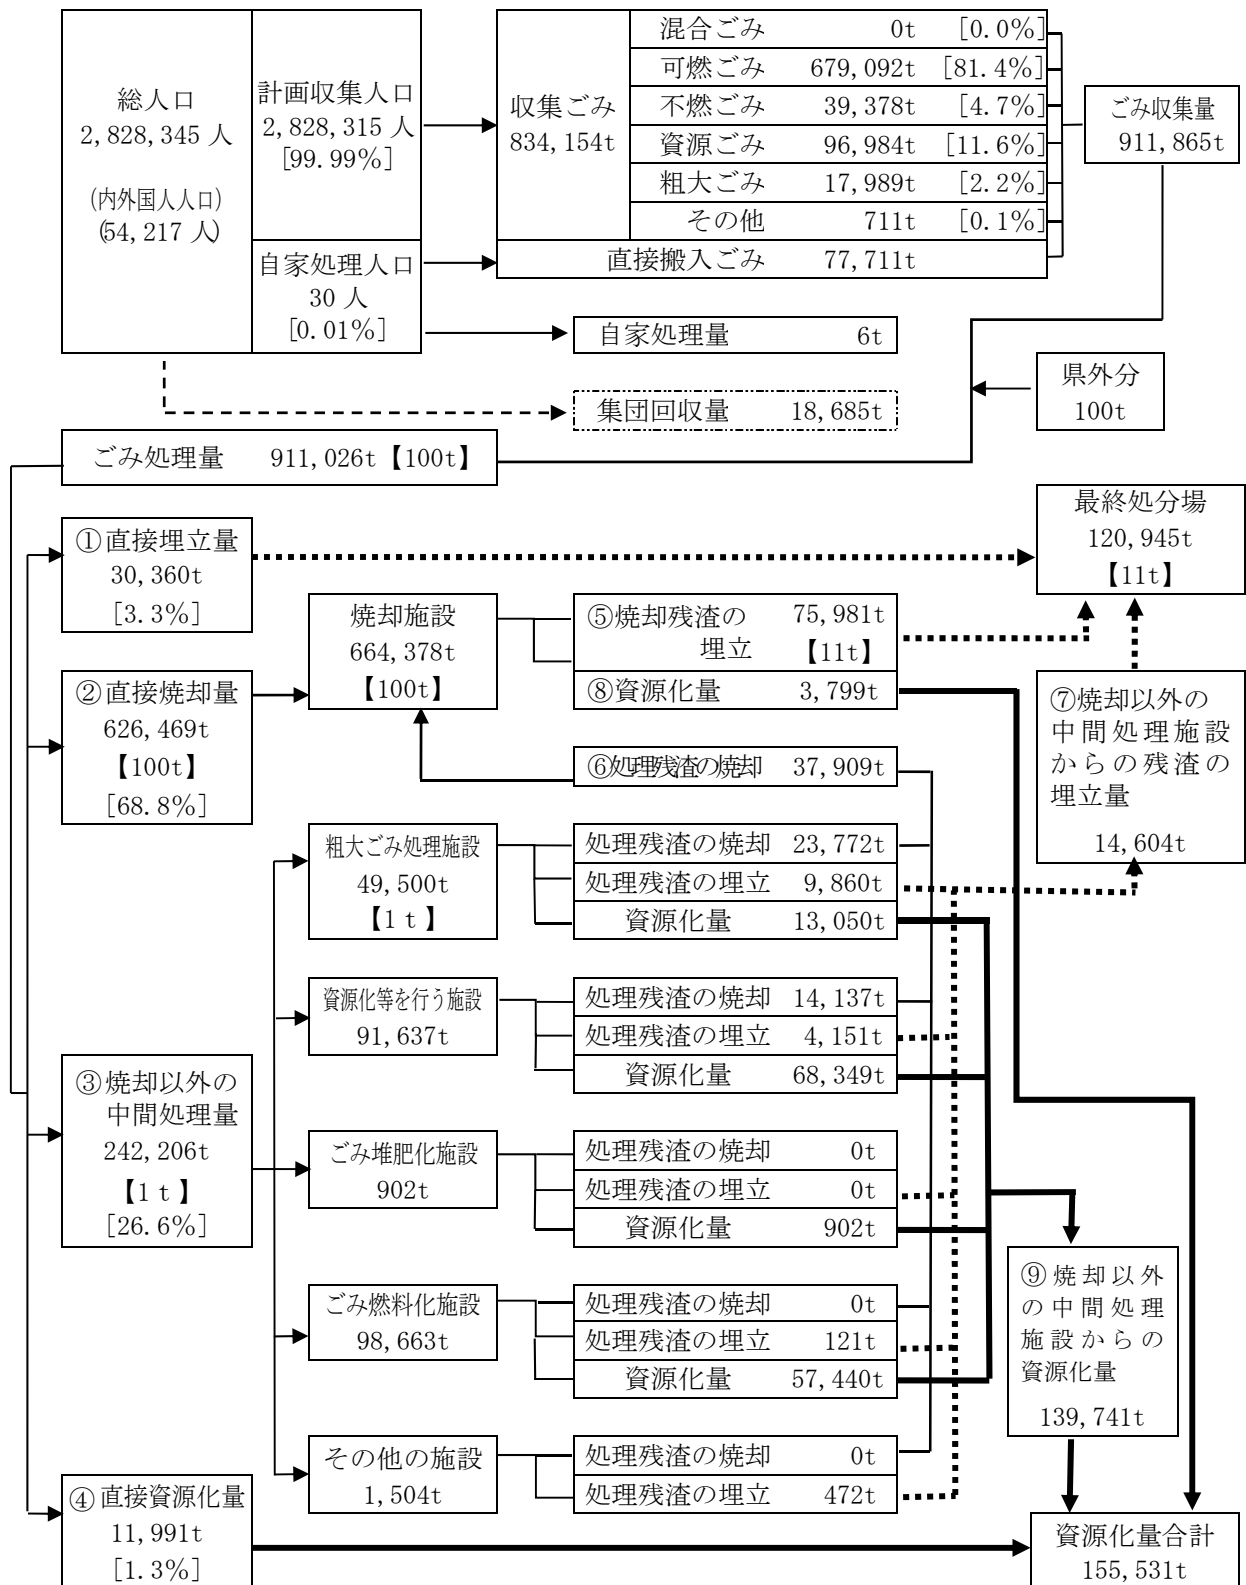 総人口
2,828,345 人
(内外国人人口)
(54,217 人)
計画収集人口
2,828,315 人
[99.99%]
自家処理人口
30 人
[0.01%]
収集ごみ
834,154t
混合ごみ 0t [0.0%]
可燃ごみ 679,092t [81.4%]
不燃ごみ 39,378t [4.7%]
資源ごみ 96,984t [11.6%]
粗大ごみ 17,989t [2.2%]
その他 711t [0.1%]
直接搬入ごみ 77,711t
ごみ収集量
911,865t
自家処理量 6t
集団回収量 18,685t
県外分
100t
ごみ処理量 911,026t【100t】
①直接埋立量
30,360t
[3.3%]
最終処分場
120,945t
【11t】
②直接焼却量
626,469t
【100t】
[68.8%]
焼却施設
664,378t
【100t】
⑤焼却残渣の 75,981t
埋立 【11t】
⑧資源化量 3,799t
⑥処理残渣の焼却 37,909t
⑦焼却以外の
中間処理施設
からの残渣の
埋立量
14,604t
粗大ごみ処理施設
49,500t
【1ｔ】
処理残渣の焼却 23,772t
処理残渣の埋立 9,860t
資源化量 13,050t
資源化等を行う施設
91,637t
処理残渣の焼却 14,137t
処理残渣の埋立 4,151t
資源化量 68,349t
③焼却以外の
中間処理量
242,206t
【1ｔ】
[26.6%]
ごみ堆肥化施設
902t
処理残渣の焼却 0t
処理残渣の埋立 0t
資源化量 902t
ごみ燃料化施設
98,663t
処理残渣の焼却 0t
処理残渣の埋立 121t
資源化量 57,440t
⑨焼却以外
の中間処理
施設からの
資源化量
139,741t
その他の施設
1,504t
処理残渣の焼却 0t
処理残渣の埋立 472t
④直接資源化量
11,991t
[1.3%]
資源化量合計
155,531t